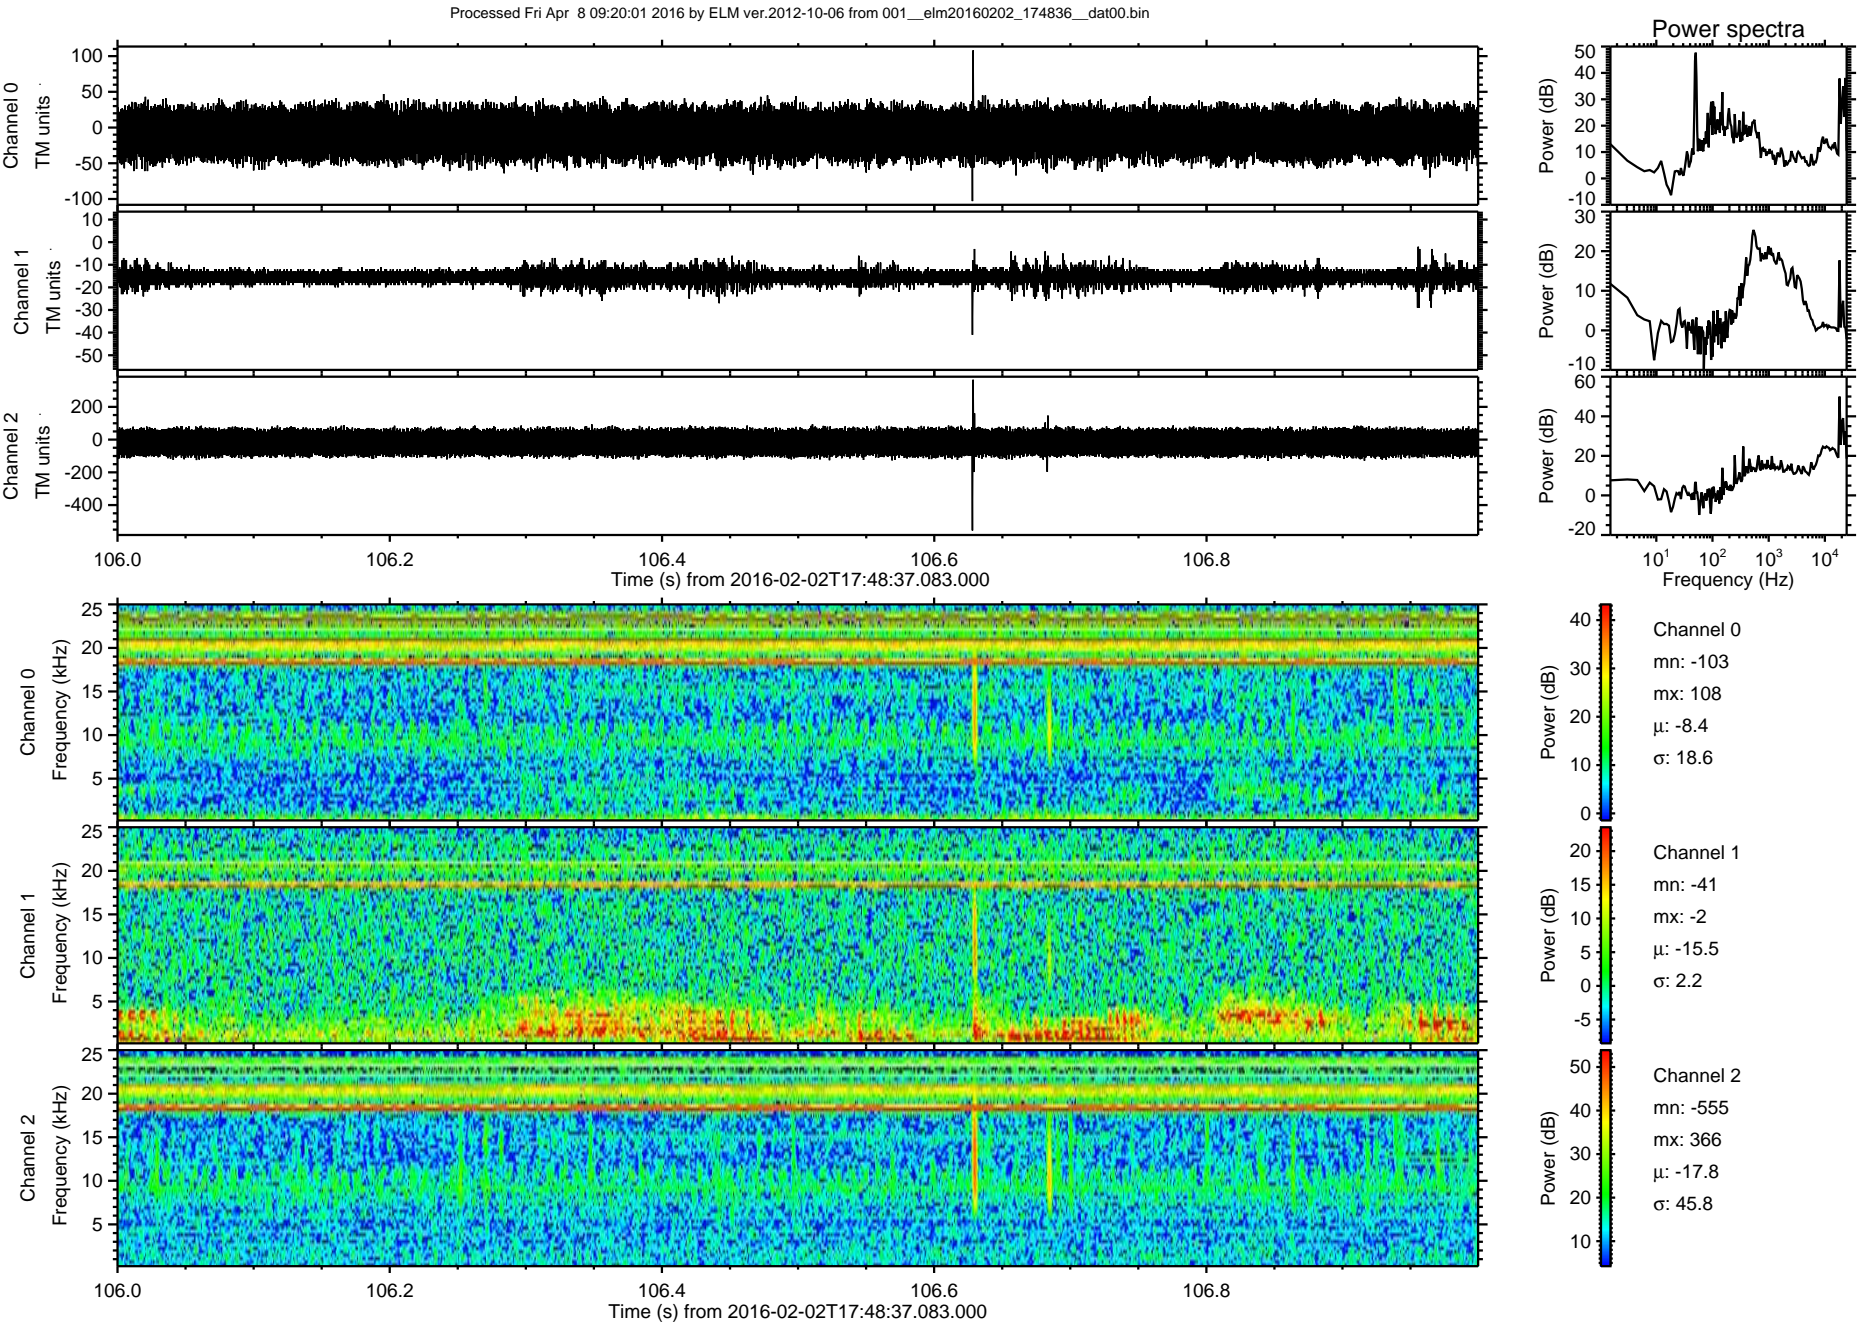 Processed Fri Apr  8 09:20:01 2016 by ELM ver.2012-10-06 from 001__elm20160202_174836__dat00.bin
Power spectra
Channel 0
TM units
100
50
0
-50
-100
Power (dB)
50
40
30
20
10
0
-10
Channel 1
TM units
10
0
-10
-20
-30
-40
-50
Power (dB)
30
20
10
0
-10
Channel 2
TM units
200
0
-200
-400
Power (dB)
60
40
20
0
-20
106.0 106.2 106.4 106.6 106.8
Time (s) from 2016-02-02T17:48:37.083.000
10¹ 10² 10³ 10⁴
Frequency (Hz)
Channel 0
Frequency (kHz)
25
20
15
10
5
Power (dB)
40
30
20
10
0
Channel 0
mn: -103
mx: 108
μ: -8.4
σ: 18.6
Channel 1
Frequency (kHz)
25
20
15
10
5
Power (dB)
20
15
10
5
0
-5
Channel 1
mn: -41
mx: -2
μ: -15.5
σ: 2.2
Channel 2
Frequency (kHz)
25
20
15
10
5
Power (dB)
50
40
30
20
10
Channel 2
mn: -555
mx: 366
μ: -17.8
σ: 45.8
106.0 106.2 106.4 106.6 106.8
Time (s) from 2016-02-02T17:48:37.083.000